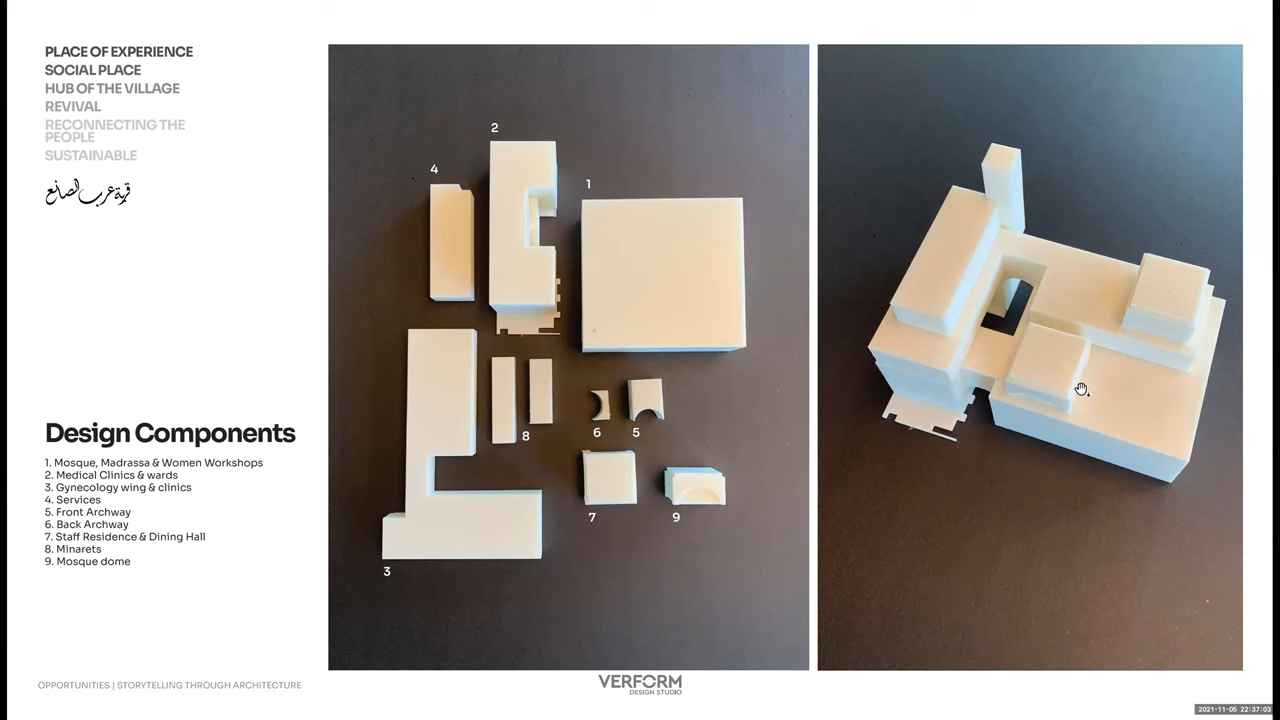 PLACE OF EXPERIENCE
SOCIAL PLACE
HUB OF THE VILLAGE
REVIVAL
RECONNECTING THE
PEOPLE
SUSTAINABLE
قرية عرب الصانع
Design Components
1. Mosque, Madrassa & Women Workshops
2. Medical Clinics & wards
3. Gynecology wing & clinics
4. Services
5. Front Archway
6. Back Archway
7. Staff Residence & Dining Hall
8. Minarets
9. Mosque dome
2
4
1
8
6
5
7
9
3
OPPORTUNITIES | STORYTELLING THROUGH ARCHITECTURE
VERFORM
DESIGN STUDIO
2021-11-05 22:37:03